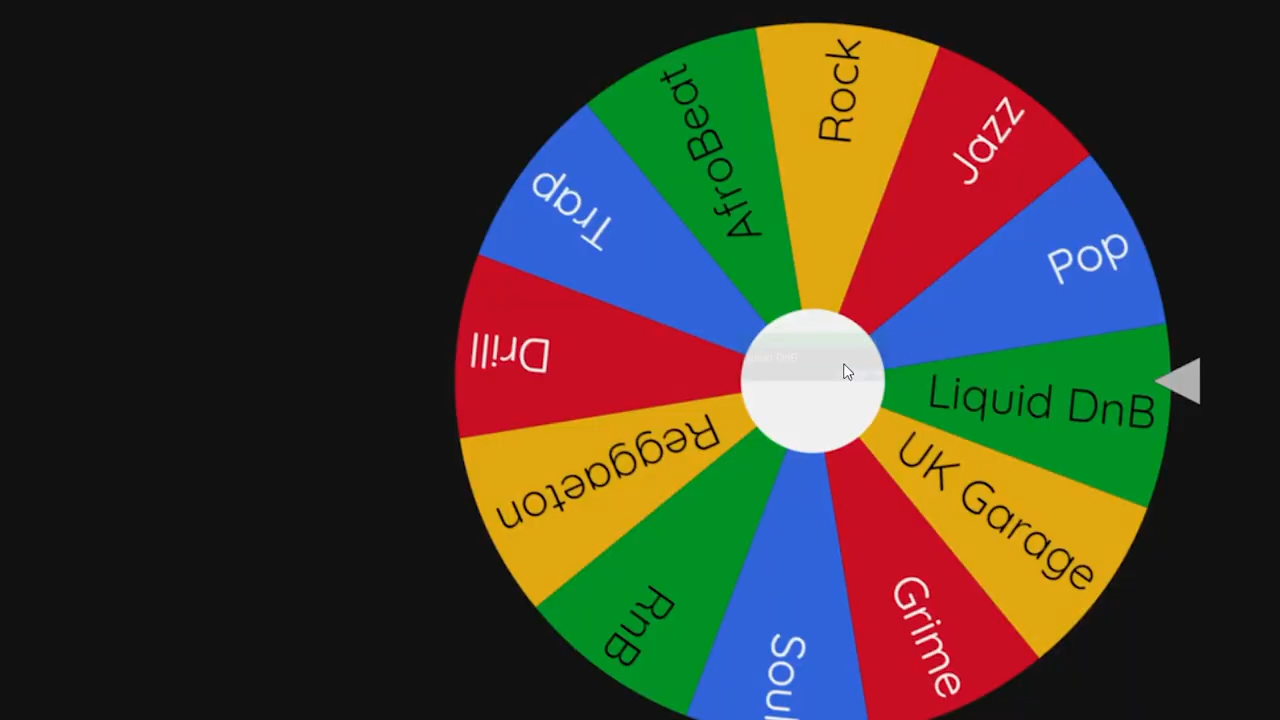 Rock
Jazz
Pop
Liquid DnB
UK Garage
Grime
Soul
RnB
Reggaeton
Drill
Trap
AfroBeat